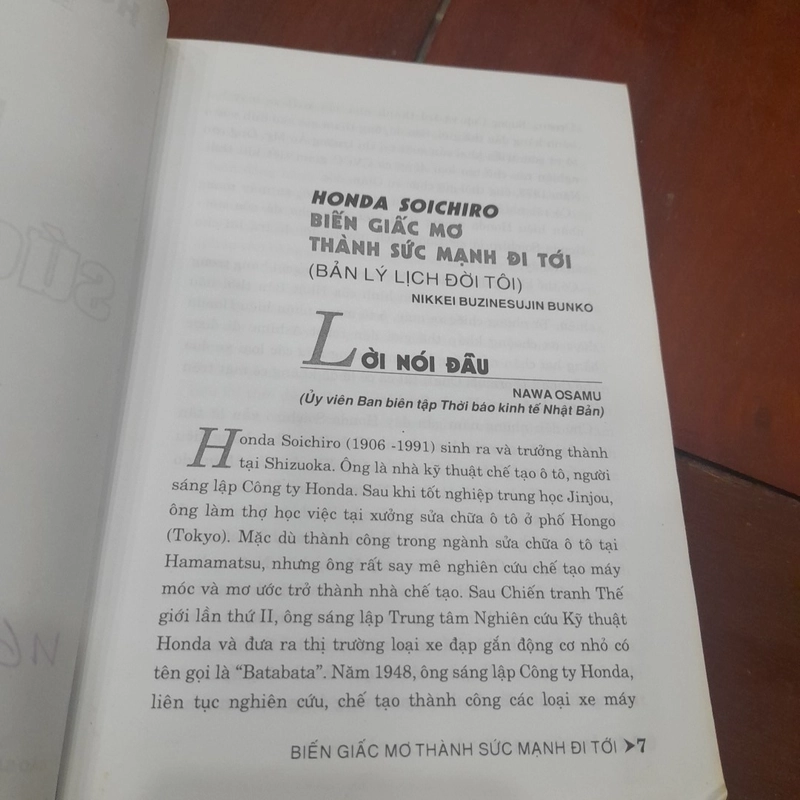 HONDA SOICHIRO
BIẾN GIẤC MƠ
THÀNH SỨC MẠNH ĐI TỚI
(BẢN LÝ LỊCH ĐỜI TÔI)
NIKKEI BUZINESUJIN BUNKO
LỜI NÓI ĐẦU
NAWA OSAMU
(Ủy viên Ban biên tập Thời báo kinh tế Nhật Bản)
Honda Soichiro (1906 -1991) sinh ra và trưởng thành
tại Shizuoka. Ông là nhà kỹ thuật chế tạo ô tô, người
sáng lập Công ty Honda. Sau khi tốt nghiệp trung học Jinjou,
ông làm thợ học việc tại xưởng sửa chữa ô tô ở phố Hongo
(Tokyo). Mặc dù thành công trong ngành sửa chữa ô tô tại
Hamamatsu, nhưng ông rất say mê nghiên cứu chế tạo máy
móc và mơ ước trở thành nhà chế tạo. Sau Chiến tranh Thế
giới lần thứ II, ông sáng lập Trung tâm Nghiên cứu Kỹ thuật
Honda và đưa ra thị trường loại xe đạp gắn động cơ nhỏ có
tên gọi là “Batabata”. Năm 1948, ông sáng lập Công ty Honda,
liên tục nghiên cứu, chế tạo thành công các loại xe máy
BIẾN GIẤC MƠ THÀNH SỨC MẠNH ĐI TỚI ➤7
SỨC